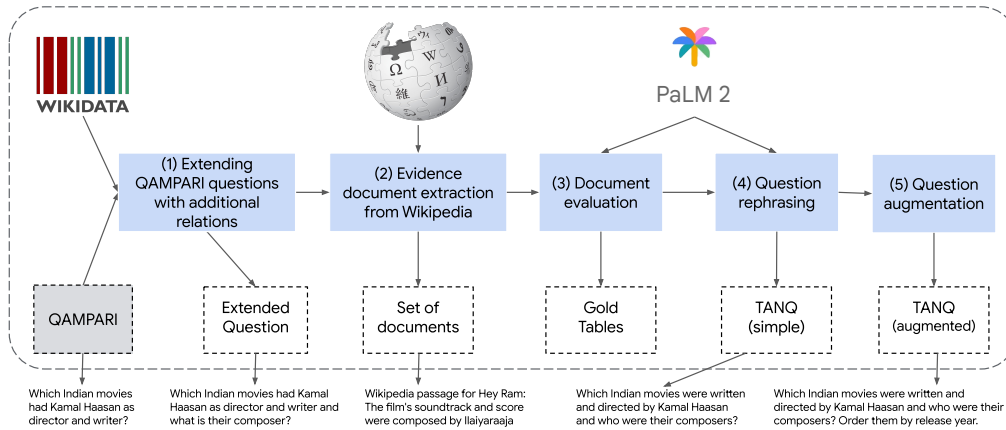 WIKIDATA
PaLM 2
(1) Extending
QAMPARI questions
with additional
relations
(2) Evidence
document extraction
from Wikipedia
(3) Document
evaluation
(4) Question
rephrasing
(5) Question
augmentation
QAMPARI
Extended
Question
Set of
documents
Gold
Tables
TANQ
(simple)
TANQ
(augmented)
Which Indian movies
had Kamal Haasan as
director and writer?
Which Indian movies had Kamal
Haasan as director and writer and
what is their composer?
Wikipedia passage for Hey Ram:
The film's soundtrack and score
were composed by Ilaiyaraaja
Which Indian movies were written
and directed by Kamal Haasan
and who were their composers?
Which Indian movies were written and
directed by Kamal Haasan and who were their
composers? Order them by release year.